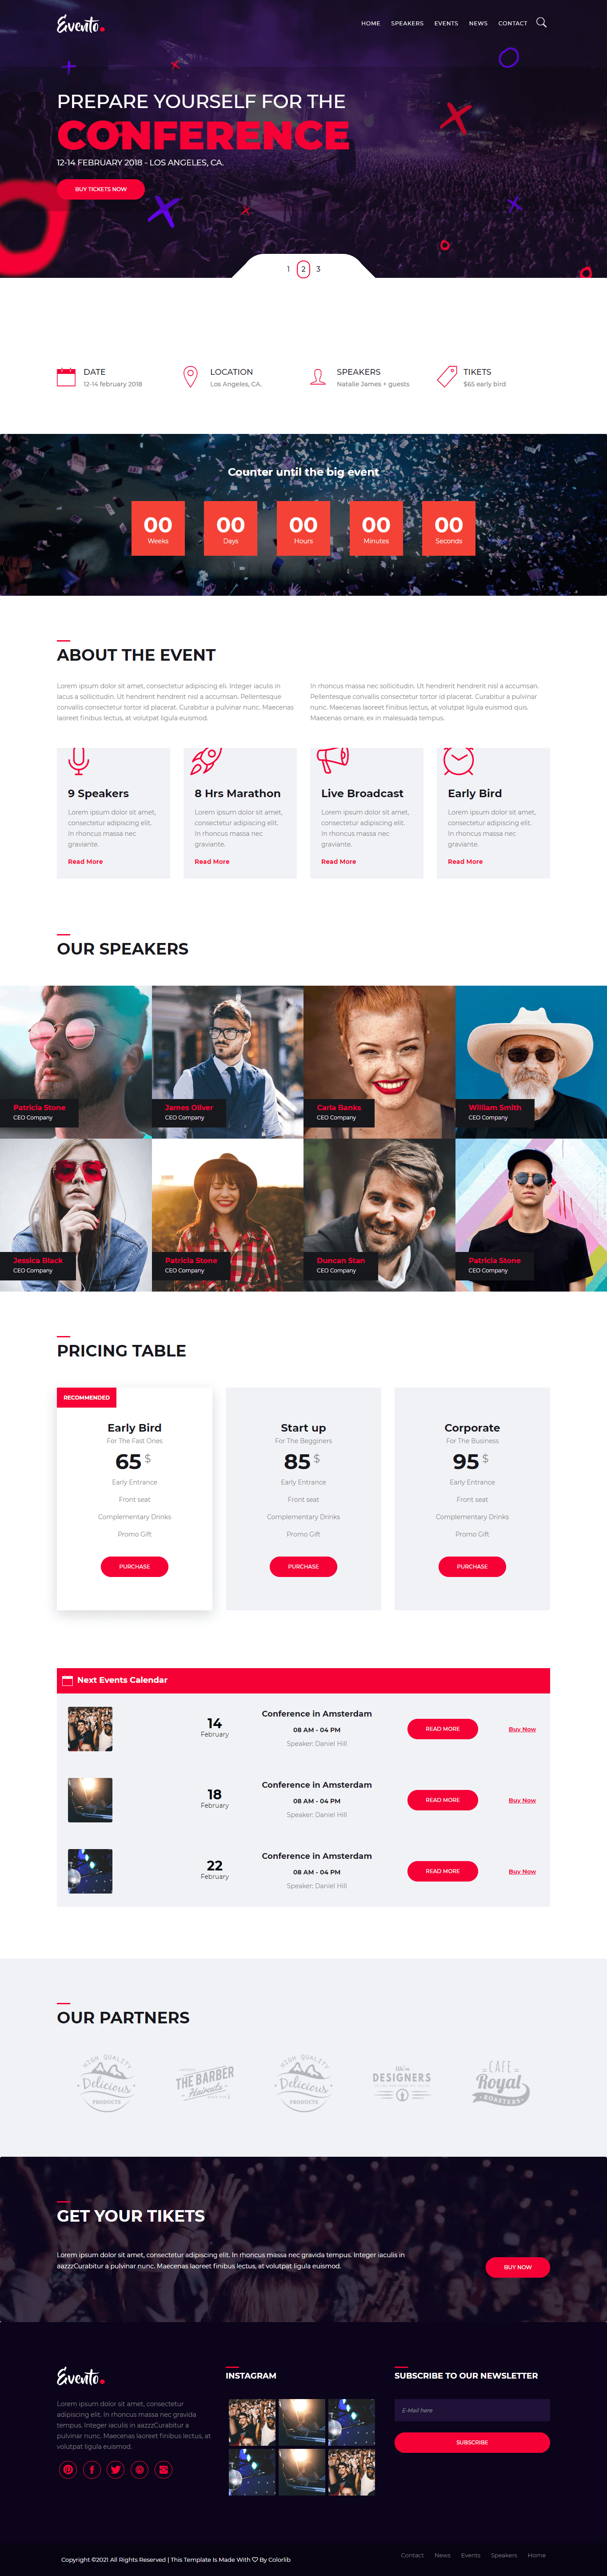 Evento.
HOME SPEAKERS EVENTS NEWS CONTACT
PREPARE YOURSELF FOR THE
CONFERENCE
12-14 FEBRUARY 2018 - LOS ANGELES, CA.
BUY TICKETS NOW
1 2 3
DATE
12-14 february 2018
LOCATION
Los Angeles, CA.
SPEAKERS
Natalie James + guests
TIKETS
$65 early bird
Counter until the big event
00 00 00 00 00
Weeks Days Hours Minutes Seconds
ABOUT THE EVENT
Lorem ipsum dolor sit amet, consectetur adipiscing eli. Integer iaculis in
lacus a sollicitudin. Ut hendrerit hendrerit nisl a accumsan. Pellentesque
convallis consectetur tortor id placerat. Curabitur a pulvinar nunc. Maecenas
laoreet finibus lectus, at volutpat ligula euismod.
In rhoncus massa nec sollicitudin. Ut hendrerit hendrerit nisl a accumsan.
Pellentesque convallis consectetur tortor id placerat. Curabitur a pulvinar
nunc. Maecenas laoreet finibus lectus, at volutpat ligula euismod quis.
Maecenas ornare, ex in malesuada tempus.
9 Speakers
Lorem ipsum dolor sit amet,
consectetur adipiscing elit.
In rhoncus massa nec
graviante.
Read More
8 Hrs Marathon
Lorem ipsum dolor sit amet,
consectetur adipiscing elit.
In rhoncus massa nec
graviante.
Read More
Live Broadcast
Lorem ipsum dolor sit amet,
consectetur adipiscing elit.
In rhoncus massa nec
graviante.
Read More
Early Bird
Lorem ipsum dolor sit amet,
consectetur adipiscing elit.
In rhoncus massa nec
graviante.
Read More
OUR SPEAKERS
Patricia Stone
CEO Company
James Oliver
CEO Company
Carla Banks
CEO Company
William Smith
CEO Company
Jessica Black
CEO Company
Patricia Stone
CEO Company
Duncan Stan
CEO Company
Patricia Stone
CEO Company
PRICING TABLE
RECOMMENDED
Early Bird
For The Fast Ones
65 $
Early Entrance
Front seat
Complementary Drinks
Promo Gift
PURCHASE
Start up
For The Begginers
85 $
Early Entrance
Front seat
Complementary Drinks
Promo Gift
PURCHASE
Corporate
For The Business
95 $
Early Entrance
Front seat
Complementary Drinks
Promo Gift
PURCHASE
Next Events Calendar
14
February
Conference in Amsterdam
08 AM - 04 PM
Speaker: Daniel Hill
READ MORE
Buy Now
18
February
Conference in Amsterdam
08 AM - 04 PM
Speaker: Daniel Hill
READ MORE
Buy Now
22
February
Conference in Amsterdam
08 AM - 04 PM
Speaker: Daniel Hill
READ MORE
Buy Now
OUR PARTNERS
HIGH QUALITY
Delicious
PRODUCTS
THE BARBER
Haircuts
HIGH QUALITY
Delicious
PRODUCTS
We're
DESIGNERS
CAFE
Royal
ROASTERS
GET YOUR TIKETS
Lorem ipsum dolor sit amet, consectetur adipiscing elit. In rhoncus massa nec gravida tempus. Integer iaculis in
aazzzCurabitur a pulvinar nunc. Maecenas laoreet finibus lectus, at volutpat ligula euismod.
BUY NOW
Evento.
Lorem ipsum dolor sit amet, consectetur
adipiscing elit. In rhoncus massa nec gravida
tempus. Integer iaculis in aazzzCurabitur a
pulvinar nunc. Maecenas laoreet finibus lectus, at
volutpat ligula euismod.
INSTAGRAM
SUBSCRIBE TO OUR NEWSLETTER
E-Mail here
SUBSCRIBE
Copyright ©2021 All Rights Reserved | This Template Is Made With By Colorlib
Contact News Events Speakers Home